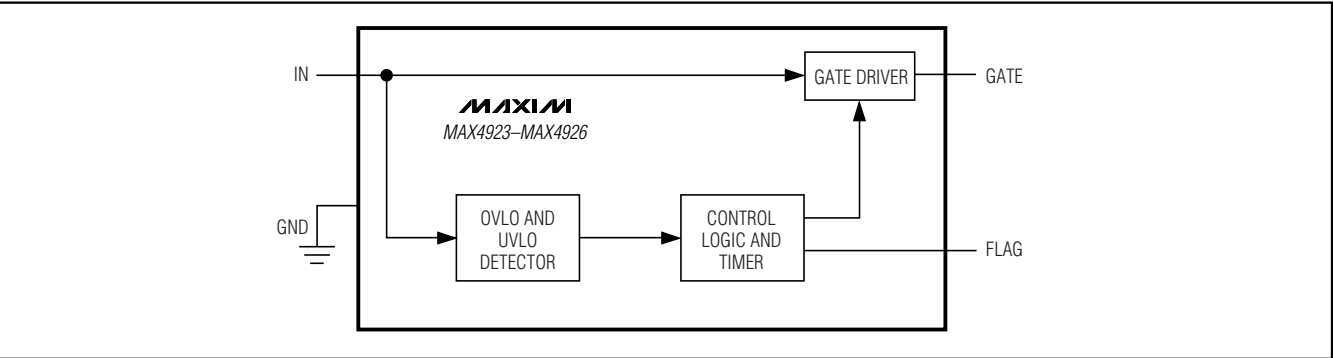 IN
GATE DRIVER
GATE
MAXIM
MAX4923–MAX4926
GND
OVLO AND
UVLO
DETECTOR
CONTROL
LOGIC AND
TIMER
FLAG